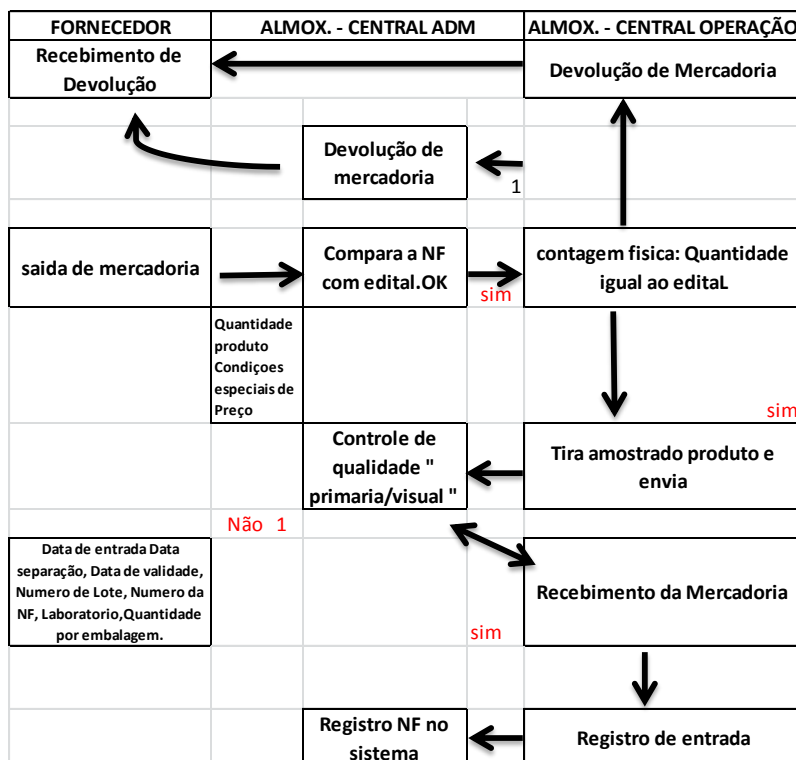 FORNECEDOR
ALMOX. - CENTRAL ADM
ALMOX. - CENTRAL OPERAÇÃO
Recebimento de
Devolução
Devolução de Mercadoria
Devolução de
mercadoria
1
saida de mercadoria
Compara a NF
com edital.OK
sim
contagem fisica: Quantidade
igual ao editaL
Quantidade
produto
Condiçoes
especiais de
Preço
sim
Controle de
qualidade "
primaria/visual "
Tira amostrado produto e
envia
Não 1
Data de entrada Data
separação, Data de validade,
Numero de Lote, Numero da
NF, Laboratorio,Quantidade
por embalagem.
sim
Recebimento da Mercadoria
Registro NF no
sistema
Registro de entrada